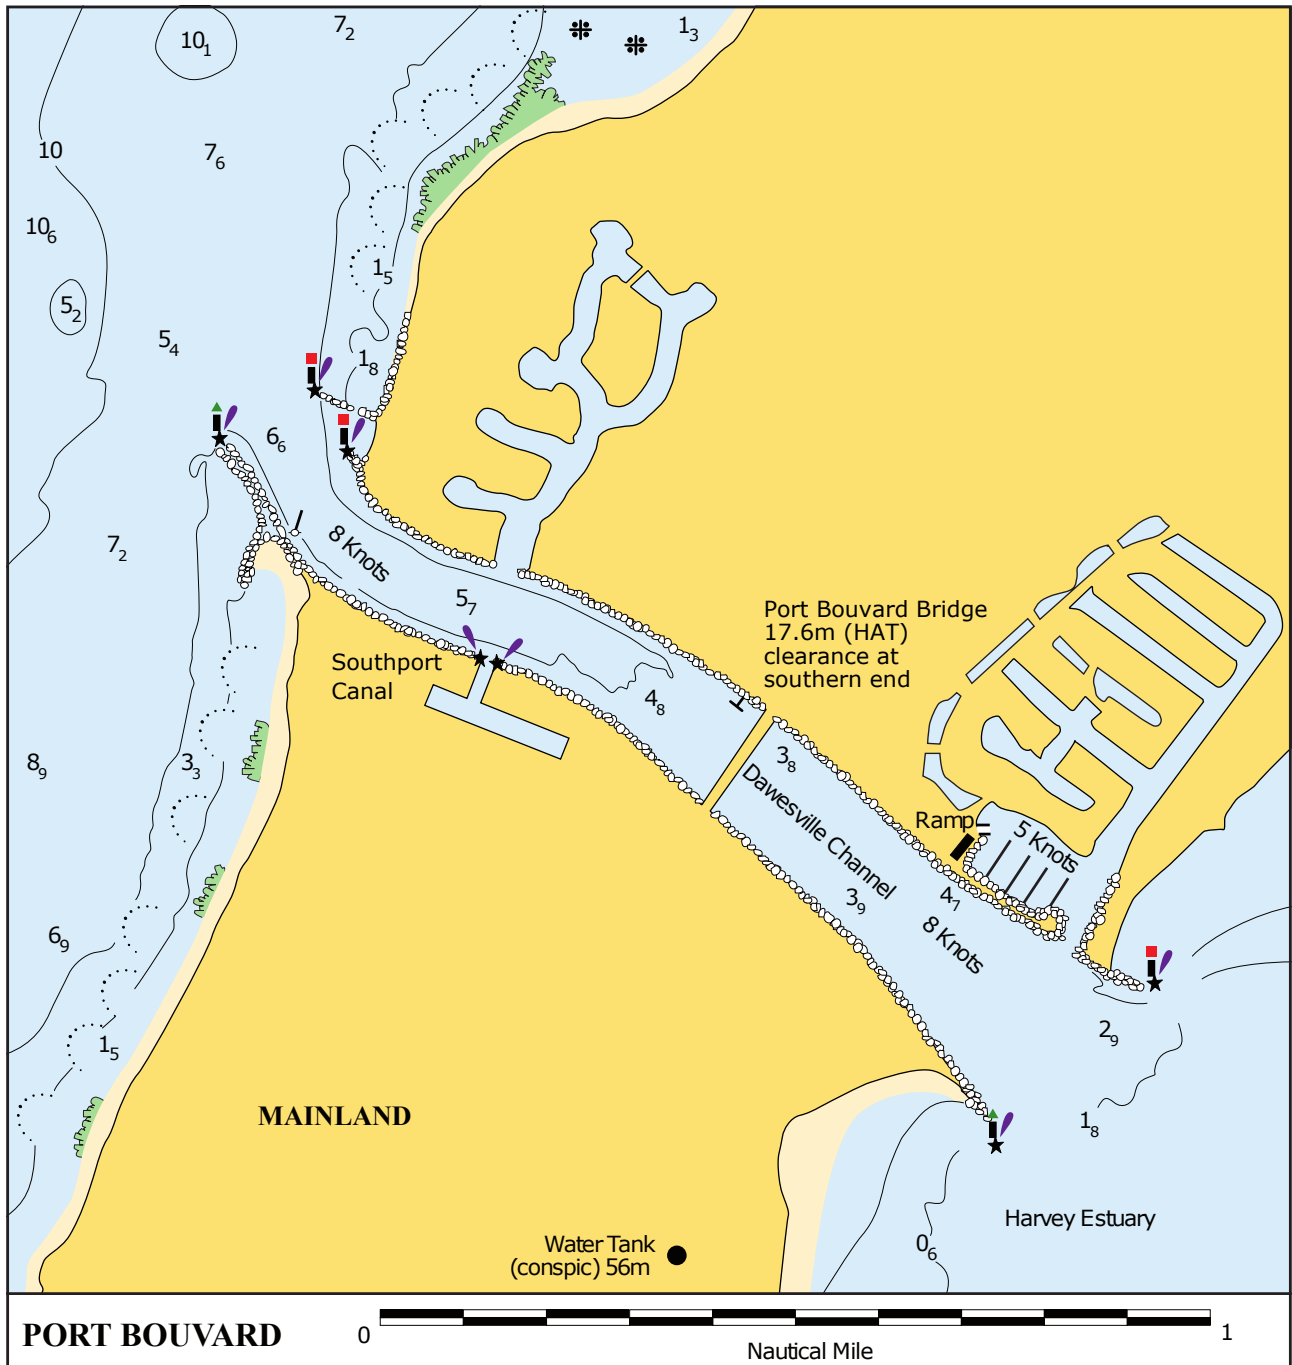 7₂
1₃
10₁
10
7₆
10₆
1₅
5₂
5₄
1₈
6₆
8 Knots
7₂
5₇
Port Bouvard Bridge
17.6m (HAT)
clearance at
southern end
Southport
Canal
4₈
3₈
8₉
3₃
Dawesville Channel
Ramp
5 Knots
3₉
4₁
8 Knots
6₉
2₉
1₅
MAINLAND
1₈
Harvey Estuary
0₆
Water Tank
(conspic) 56m
PORT BOUVARD
0
1
Nautical Mile